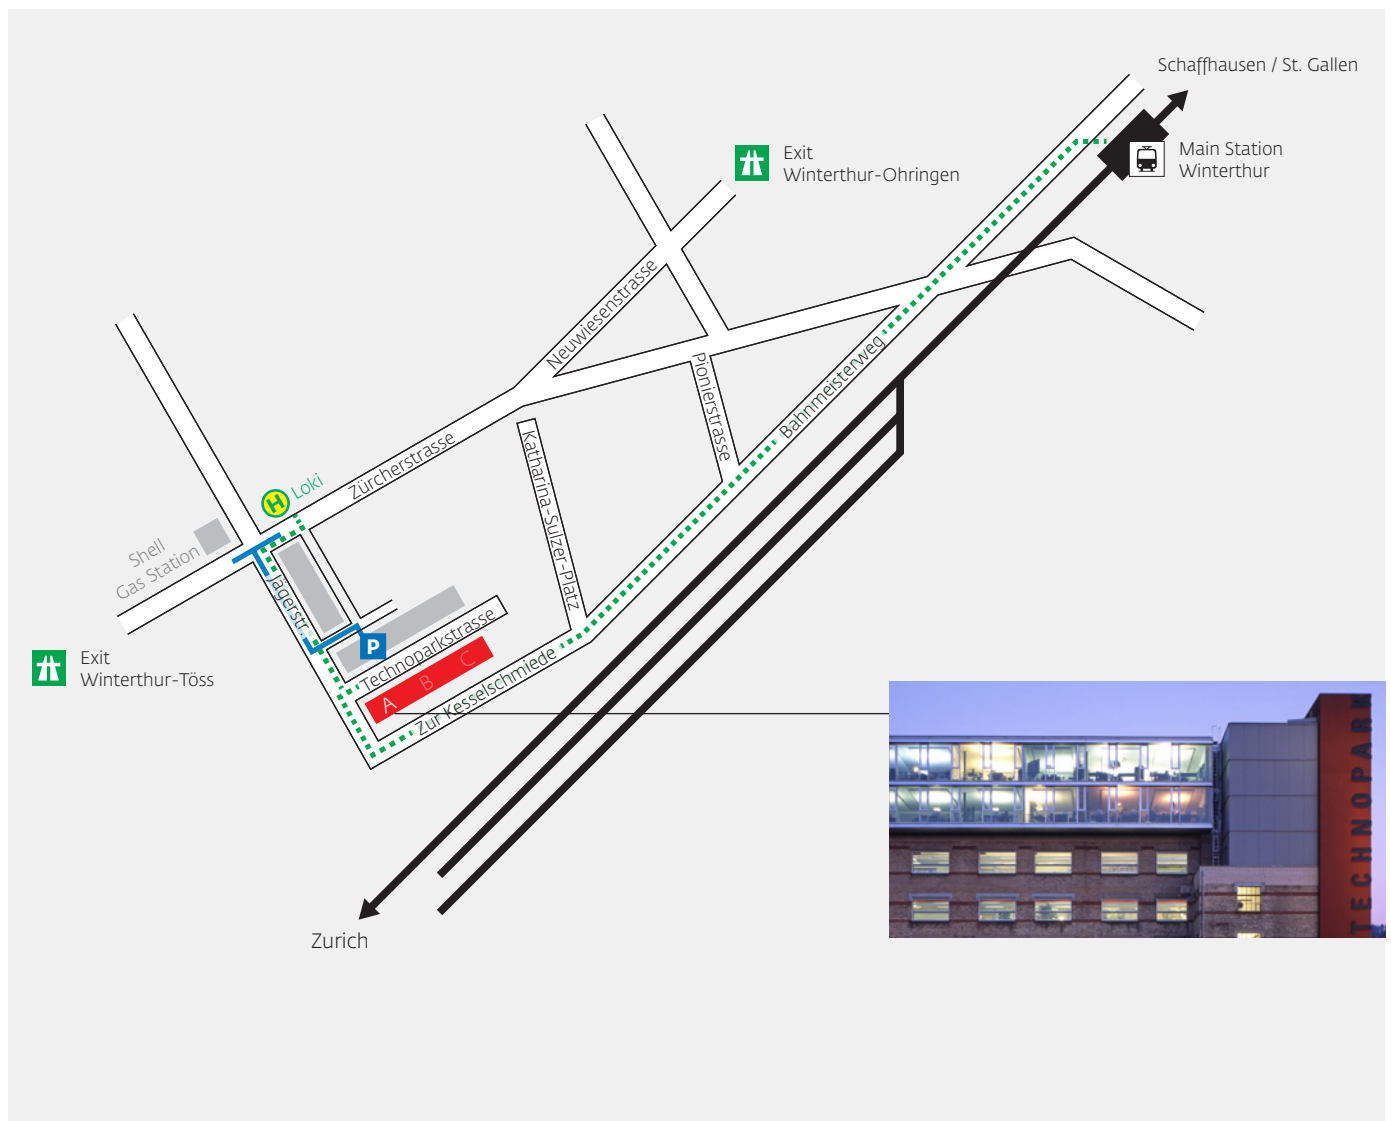 Schaffhausen / St. Gallen
Main Station
Winterthur
Exit
Winterthur-Ohringen
Neuwiesenstrasse
Pionierstrasse
Bahnmeisterweg
Zürcherstrasse
Katharina-Sulzer-Platz
H
Loki
Shell
Gas Station
Jägerstr.
P
Technoparkstrasse
A
B
C
Zur Kesselschmiede
Exit
Winterthur-Töss
Zurich
TECHNOPARK